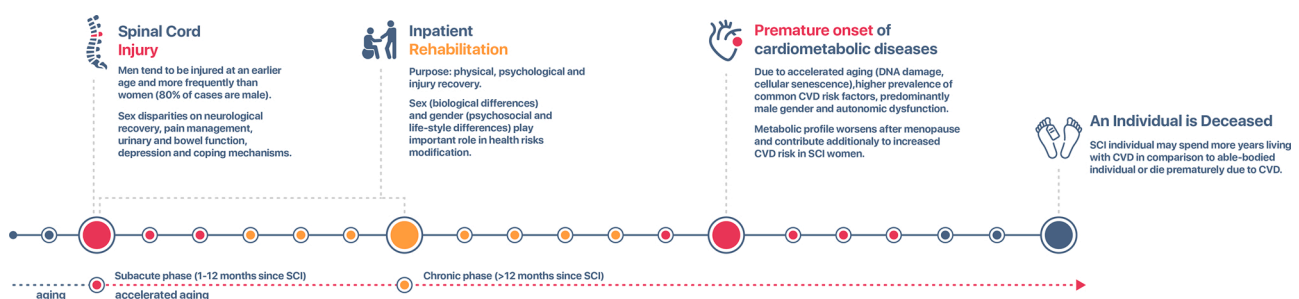 Spinal Cord
Injury
Men tend to be injured at an earlier
age and more frequently than
women (80% of cases are male).
Sex disparities on neurological
recovery, pain management,
urinary and bowel function,
depression and coping mechanisms.
Inpatient
Rehabilitation
Purpose: physical, psychological and
injury recovery.
Sex (biological differences)
and gender (psychosocial and
life-style differences) play
important role in health risks
modification.
Premature onset of
cardiometabolic diseases
Due to accelerated aging (DNA damage,
cellular senescence),higher prevalence of
common CVD risk factors, predominantly
male gender and autonomic dysfunction.
Metabolic profile worsens after menopause
and contribute additionaly to increased
CVD risk in SCI women.
An Individual is Deceased
SCI individual may spend more years living
with CVD in comparison to able-bodied
individual or die prematurely due to CVD.
Subacute phase (1-12 months since SCI)
Chronic phase (>12 months since SCI)
aging
accelerated aging